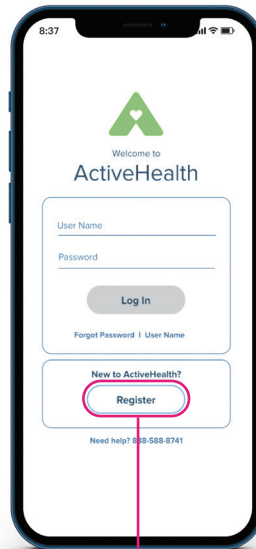 8:37
Welcome to
ActiveHealth
User Name
Password
Log In
Forgot Password | User Name
New to ActiveHealth?
Register
Need help? 888-588-8741